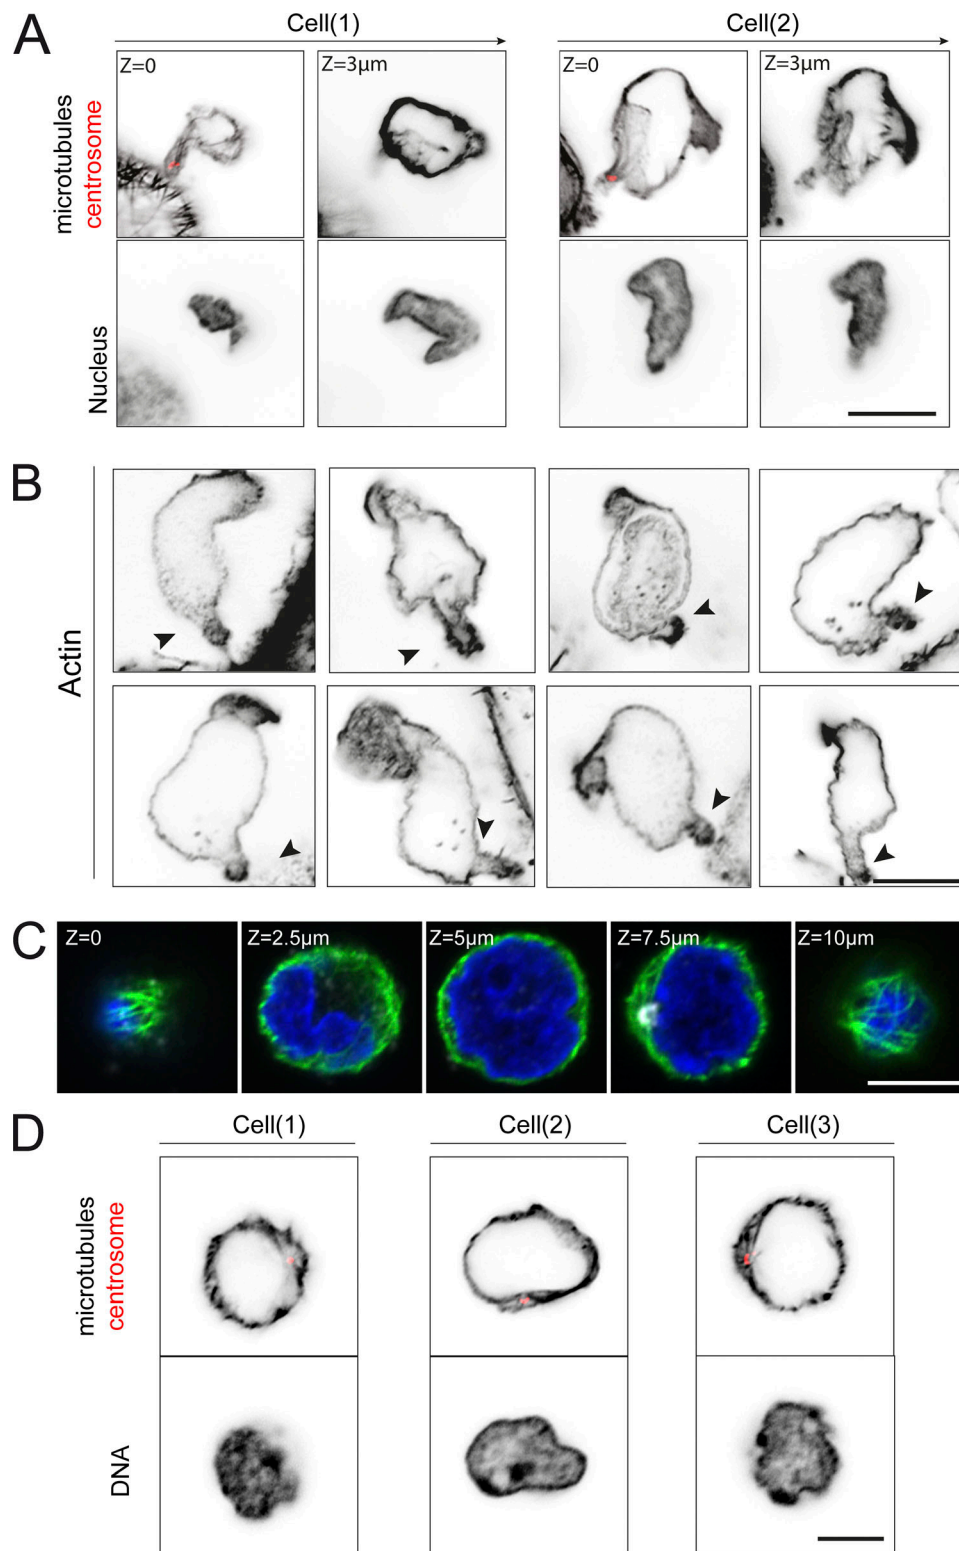 A
Cell(1)
Cell(2)
microtubules
centrosome
Z=0
Z=3µm
Z=0
Z=3µm
Nucleus
B
Actin
C
Z=0
Z=2.5µm
Z=5µm
Z=7.5µm
Z=10µm
D
Cell(1)
Cell(2)
Cell(3)
microtubules
centrosome
DNA